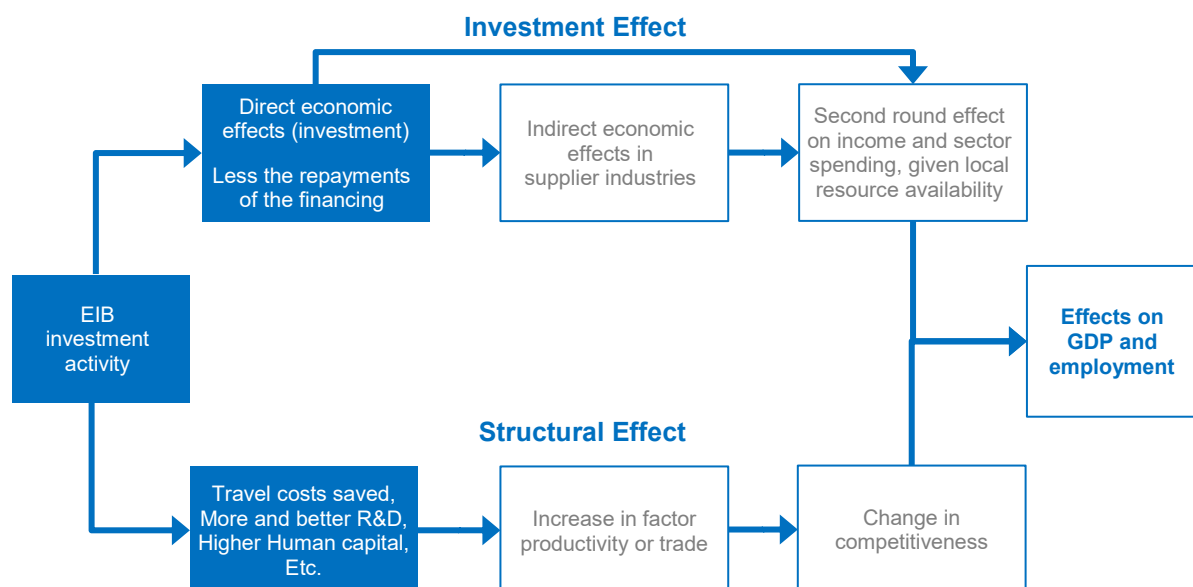 Investment Effect
Direct economic
effects (investment)
Less the repayments
of the financing
Indirect economic
effects in
supplier industries
Second round effect
on income and sector
spending, given local
resource availability
EIB
investment
activity
Effects on
GDP and
employment
Structural Effect
Travel costs saved,
More and better R&D,
Higher Human capital,
Etc.
Increase in factor
productivity or trade
Change in
competitiveness